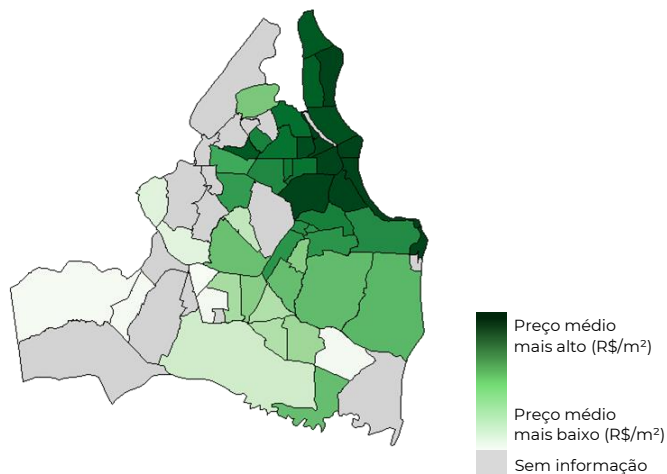 Preço médio
mais alto (R$/m²)
Preço médio
mais baixo (R$/m²)
Sem informação